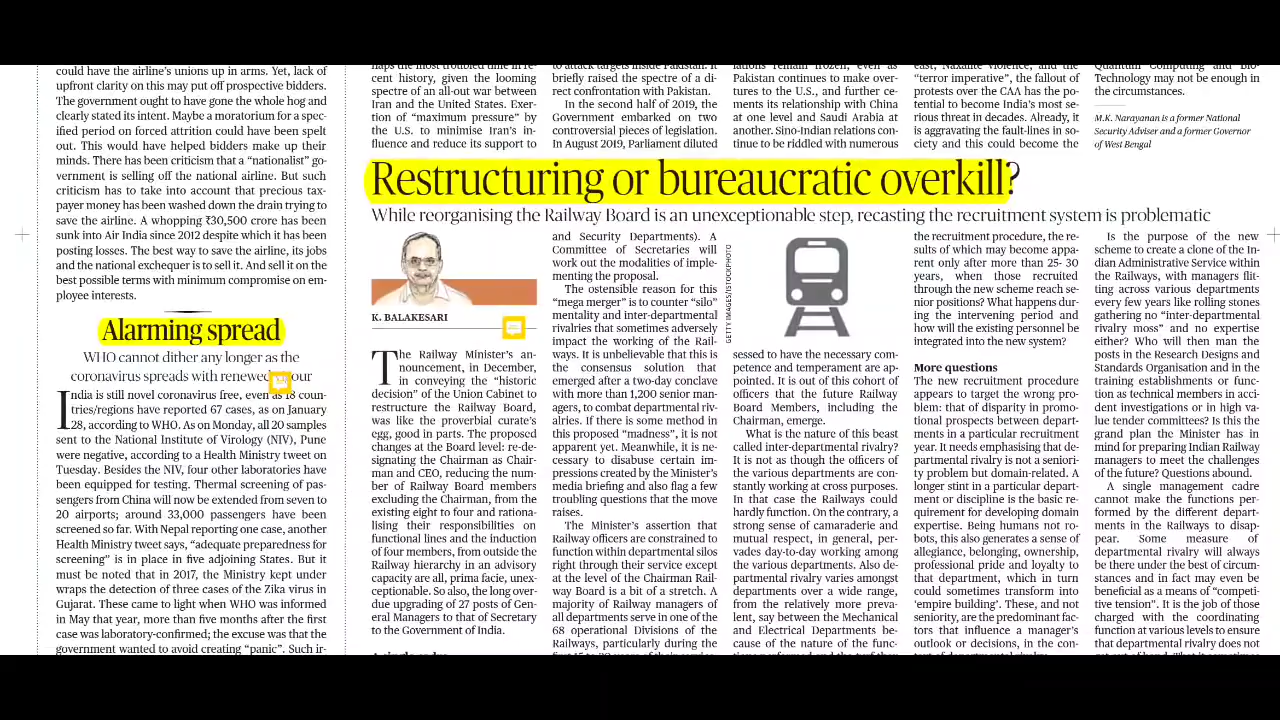 could have the airline's unions up in arms. Yet, lack of
upfront clarity on this may put off prospective bidders.
The government ought to have gone the whole hog and
clearly stated its intent. Maybe a moratorium for a spec-
ified period on forced attrition could have been spelt
out. This would have helped bidders make up their
minds. There has been criticism that a “nationalist” go-
vernment is selling off the national airline. But such
criticism has to take into account that precious tax-
payer money has been washed down the drain trying to
save the airline. A whopping ₹30,500 crore has been
sunk into Air India since 2012 despite which it has been
posting losses. The best way to save the airline, its jobs
and the national exchequer is to sell it. And sell it on the
best possible terms with minimum compromise on em-
ployee interests.
Alarming spread
WHO cannot dither any longer as the
coronavirus spreads with renewed
India is still novel coronavirus free, even as 18 coun-
tries/regions have reported 67 cases, as on January
28, according to WHO. As on Monday, all 20 samples
sent to the National Institute of Virology (NIV), Pune
were negative, according to a Health Ministry tweet on
Tuesday. Besides the NIV, four other laboratories have
been equipped for testing. Thermal screening of pas-
sengers from China will now be extended from seven to
20 airports; around 33,000 passengers have been
screened so far. With Nepal reporting one case, another
Health Ministry tweet says, “adequate preparedness for
screening” is in place in five adjoining States. But it
must be noted that in 2017, the Ministry kept under
wraps the detection of three cases of the Zika virus in
Gujarat. These came to light when WHO was informed
in May that year, more than five months after the first
case was laboratory-confirmed; the excuse was that the
government wanted to avoid creating “panic”. Such ir-
haps the most troubled time in re-
cent history, given the looming
spectre of an all-out war between
Iran and the United States. Exer-
tion of “maximum pressure” by
the U.S. to minimise Iran's in-
fluence and reduce its support to
to attack targets inside Pakistan. It
briefly raised the spectre of a di-
rect confrontation with Pakistan.
In the second half of 2019, the
Government embarked on two
controversial pieces of legislation.
In August 2019, Parliament diluted
lations remain frozen, even as
Pakistan continues to make over-
tures to the U.S., and further ce-
ments its relationship with China
at one level and Saudi Arabia at
another. Sino-Indian relations con-
tinue to be riddled with numerous
east, Naxalite violence, and the
“terror imperative”, the fallout of
protests over the CAA has the po-
tential to become India's most se-
rious threat in decades. Already, it
is aggravating the fault-lines in so-
ciety and this could become the
Quantum Computing and Bio-
Technology may not be enough in
the circumstances.
M.K. Narayanan is a former National
Security Adviser and a former Governor
of West Bengal
Restructuring or bureaucratic overkill?
While reorganising the Railway Board is an unexceptionable step, recasting the recruitment system is problematic
K. BALAKESARI
The Railway Minister's an-
nouncement, in December,
in conveying the “historic
decision” of the Union Cabinet to
restructure the Railway Board,
was like the proverbial curate's
egg, good in parts. The proposed
changes at the Board level: re-de-
signating the Chairman as Chair-
man and CEO, reducing the num-
ber of Railway Board members
excluding the Chairman, from the
existing eight to four and rationa-
lising their responsibilities on
functional lines and the induction
of four members, from outside the
Railway hierarchy in an advisory
capacity are all, prima facie, unex-
ceptionable. So also, the long over-
due upgrading of 27 posts of Gen-
eral Managers to that of Secretary
to the Government of India.
and Security Departments). A
Committee of Secretaries will
work out the modalities of imple-
menting the proposal.
The ostensible reason for this
“mega merger” is to counter “silo”
mentality and inter-departmental
rivalries that sometimes adversely
impact the working of the Rail-
ways. It is unbelievable that this is
the consensus solution that
emerged after a two-day conclave
with more than 1,200 senior man-
agers, to combat departmental riv-
alries. If there is some method in
this proposed “madness”, it is not
apparent yet. Meanwhile, it is ne-
cessary to disabuse certain im-
pressions created by the Minister's
media briefing and also flag a few
troubling questions that the move
raises.
The Minister's assertion that
Railway officers are constrained to
function within departmental silos
right through their service except
at the level of the Chairman Rail-
way Board is a bit of a stretch. A
majority of Railway managers of
all departments serve in one of the
68 operational Divisions of the
Railways, particularly during the
GETTY IMAGES/ISTOCKPHOTO
sessed to have the necessary com-
petence and temperament are ap-
pointed. It is out of this cohort of
officers that the future Railway
Board Members, including the
Chairman, emerge.
What is the nature of this beast
called inter-departmental rivalry?
It is not as though the officers of
the various departments are con-
stantly working at cross purposes.
In that case the Railways could
hardly function. On the contrary, a
strong sense of camaraderie and
mutual respect, in general, per-
vades day-to-day working among
the various departments. Also de-
partmental rivalry varies amongst
departments over a wide range,
from the relatively more preva-
lent, say between the Mechanical
and Electrical Departments be-
cause of the nature of the func-
the recruitment procedure, the re-
sults of which may become appa-
rent only after more than 25- 30
years, when those recruited
through the new scheme reach se-
nior positions? What happens dur-
ing the intervening period and
how will the existing personnel be
integrated into the new system?
More questions
The new recruitment procedure
appears to target the wrong pro-
blem: that of disparity in promo-
tional prospects between depart-
ments in a particular recruitment
year. It needs emphasising that de-
partmental rivalry is not a seniori-
ty problem but domain-related. A
longer stint in a particular depart-
ment or discipline is the basic re-
quirement for developing domain
expertise. Being humans not ro-
bots, this also generates a sense of
allegiance, belonging, ownership,
professional pride and loyalty to
that department, which in turn
could sometimes transform into
‘empire building’. These, and not
seniority, are the predominant fac-
tors that influence a manager's
outlook or decisions, in the con-
Is the purpose of the new
scheme to create a clone of the In-
dian Administrative Service within
the Railways, with managers flit-
ting across various departments
every few years like rolling stones
gathering no “inter-departmental
rivalry moss” and no expertise
either? Who will then man the
posts in the Research Designs and
Standards Organisation and in the
training establishments or func-
tion as technical members in acci-
dent investigations or in high va-
lue tender committees? Is this the
grand plan the Minister has in
mind for preparing Indian Railway
managers to meet the challenges
of the future? Questions abound.
A single management cadre
cannot make the functions per-
formed by the different depart-
ments in the Railways to disap-
pear. Some measure of
departmental rivalry will always
be there under the best of circum-
stances and in fact may even be
beneficial as a means of “competi-
tive tension”. It is the job of those
charged with the coordinating
function at various levels to ensure
that departmental rivalry does not